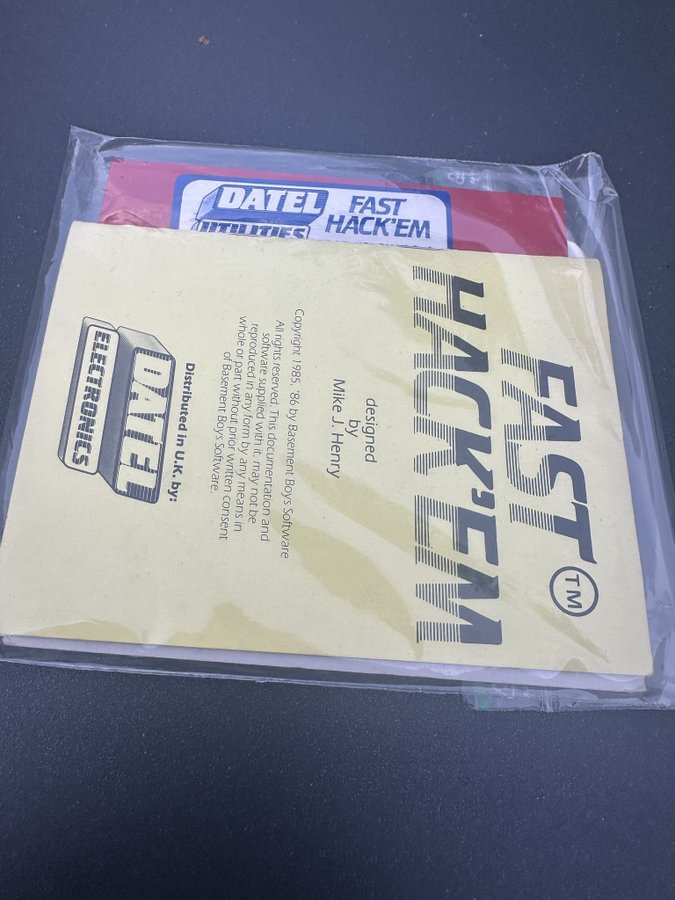 DATEL
UTILITIES
FAST
HACK'EM
FAST
HACK'EM
TM
designed
by
Mike J. Henry
Copyright 1985, '86 by Basement Boys Software
All rights reserved. This documentation and
software supplied with it, may not be
reproduced in any form by any means in
whole or part without prior written consent
of Basement Boys Software.
Distributed in U.K. by:
DATEL
ELECTRONICS